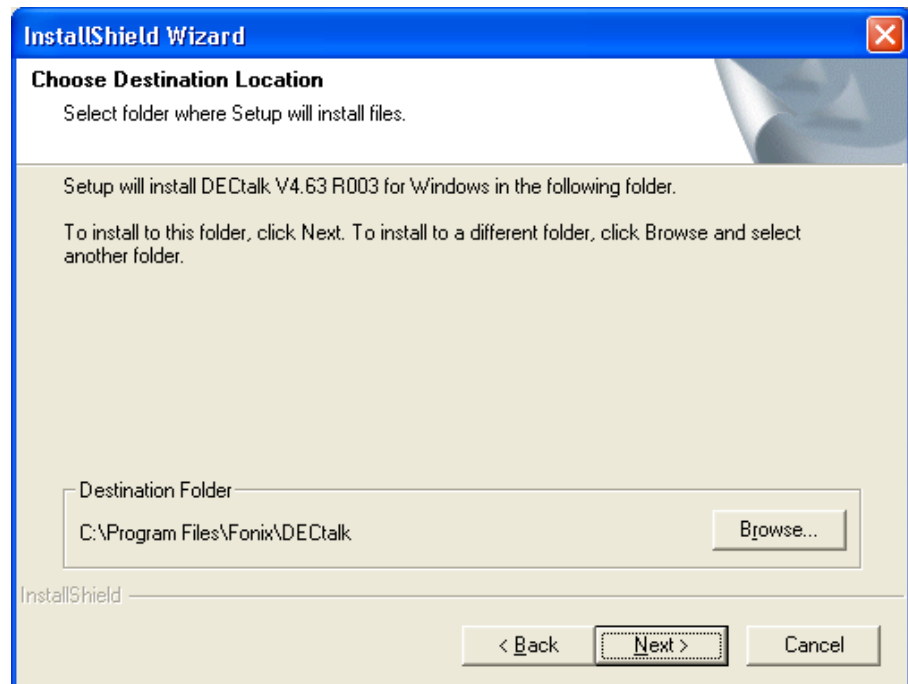 InstallShield Wizard
Choose Destination Location
Select folder where Setup will install files.
Setup will install DECtalk V4.63 R003 for Windows in the following folder.
To install to this folder, click Next. To install to a different folder, click Browse and select
another folder.
Destination Folder
C:\Program Files\Fonix\DECtalk
Browse...
InstallShield
< Back
Next >
Cancel